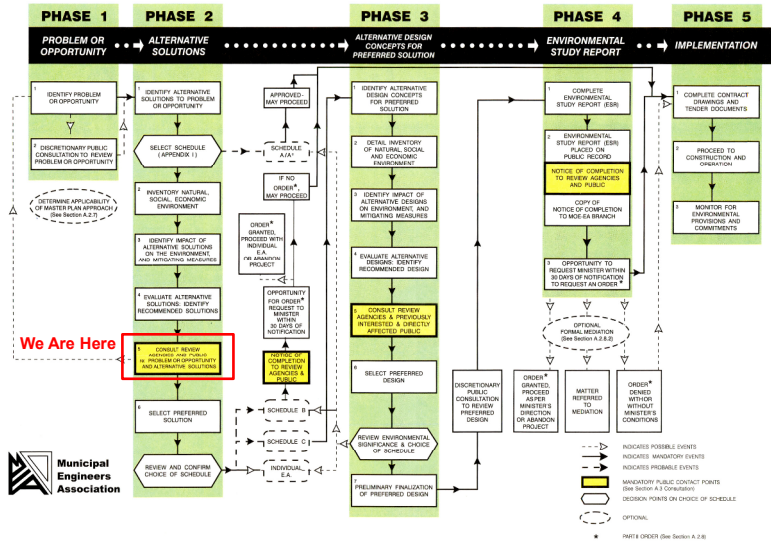 PHASE 1
PHASE 2
PHASE 3
PHASE 4
PHASE 5
PROBLEM OR
OPPORTUNITY
ALTERNATIVE
SOLUTIONS
ALTERNATIVE DESIGN
CONCEPTS FOR
PREFERRED SOLUTION
ENVIRONMENTAL
STUDY REPORT
IMPLEMENTATION
1
IDENTIFY PROBLEM
OR OPPORTUNITY
2
DISCRETIONARY PUBLIC
CONSULTATION TO REVIEW
PROBLEM OR OPPORTUNITY
DETERMINE APPLICABILITY
OF MASTER PLAN APPROACH
(See Section A.2.7)
We Are Here
1
IDENTIFY ALTERNATIVE
SOLUTIONS TO PROBLEM
OR OPPORTUNITY
SELECT SCHEDULE
(APPENDIX I)
2
INVENTORY NATURAL,
SOCIAL, ECONOMIC
ENVIRONMENT
3
IDENTIFY IMPACT OF
ALTERNATIVE SOLUTIONS
ON THE ENVIRONMENT,
AND MITIGATING MEASURES
4
EVALUATE ALTERNATIVE
SOLUTIONS: IDENTIFY
RECOMMENDED SOLUTIONS
5
CONSULT REVIEW
AGENCIES AND PUBLIC
re PROBLEM OR OPPORTUNITY
AND ALTERNATIVE SOLUTIONS
6
SELECT PREFERRED
SOLUTION
REVIEW AND CONFIRM
CHOICE OF SCHEDULE
APPROVED-
MAY PROCEED
SCHEDULE
A/A+
IF NO
ORDER*,
MAY PROCEED
ORDER*
GRANTED,
PROCEED WITH
INDIVIDUAL
E.A.
OR ABANDON
PROJECT
OPPORTUNITY
FOR ORDER*
REQUEST TO
MINISTER
WITHIN
30 DAYS OF
NOTIFICATION
NOTICE OF
COMPLETION
TO REVIEW
AGENCIES &
PUBLIC
SCHEDULE B
SCHEDULE C
INDIVIDUAL
E.A.
1
IDENTIFY ALTERNATIVE
DESIGN CONCEPTS
FOR PREFERRED
SOLUTION
2
DETAIL INVENTORY
OF NATURAL, SOCIAL
AND ECONOMIC
ENVIRONMENT
3
IDENTIFY IMPACT OF
ALTERNATIVE DESIGNS
ON ENVIRONMENT, AND
MITIGATING MEASURES
4
EVALUATE ALTERNATIVE
DESIGNS: IDENTIFY
RECOMMENDED DESIGN
5
CONSULT REVIEW
AGENCIES & PREVIOUSLY
INTERESTED & DIRECTLY
AFFECTED PUBLIC
6
SELECT PREFERRED
DESIGN
REVIEW ENVIRONMENTAL
SIGNIFICANCE & CHOICE
OF SCHEDULE
7
PRELIMINARY FINALIZATION
OF PREFERRED DESIGN
DISCRETIONARY
PUBLIC
CONSULTATION
TO REVIEW
PREFERRED
DESIGN
1
COMPLETE
ENVIRONMENTAL
STUDY REPORT (ESR)
2
ENVIRONMENTAL
STUDY REPORT (ESR)
PLACED ON
PUBLIC RECORD
NOTICE OF COMPLETION
TO REVIEW AGENCIES
AND PUBLIC
COPY OF
NOTICE OF COMPLETION
TO MOE-EA BRANCH
3
OPPORTUNITY TO
REQUEST MINISTER WITHIN
30 DAYS OF NOTIFICATION
TO REQUEST AN ORDER*
OPTIONAL
FORMAL MEDIATION
(See Section A.2.8.2)
ORDER*
GRANTED,
PROCEED
AS PER
MINISTER'S
DIRECTION
OR ABANDON
PROJECT
MATTER
REFERRED
TO
MEDIATION
ORDER*
DENIED
WITH OR
WITHOUT
MINISTER'S
CONDITIONS
1
COMPLETE CONTRACT
DRAWINGS AND
TENDER DOCUMENTS
2
PROCEED TO
CONSTRUCTION AND
OPERATION
3
MONITOR FOR
ENVIRONMENTAL
PROVISIONS AND
COMMITMENTS
INDICATES POSSIBLE EVENTS
INDICATES MANDATORY EVENTS
INDICATES PROBABLE EVENTS
MANDATORY PUBLIC CONTACT POINTS
(See Section A.3 Consultation)
DECISION POINTS ON CHOICE OF SCHEDULE
OPTIONAL
* PART II ORDER (See Section A.2.8)
Municipal
Engineers
Association